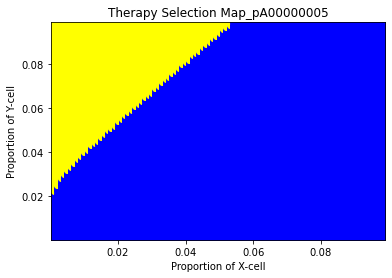 Therapy Selection Map_pA00000005
Proportion of Y-cell
0.08
0.06
0.04
0.02
0.02 0.04 0.06 0.08
Proportion of X-cell